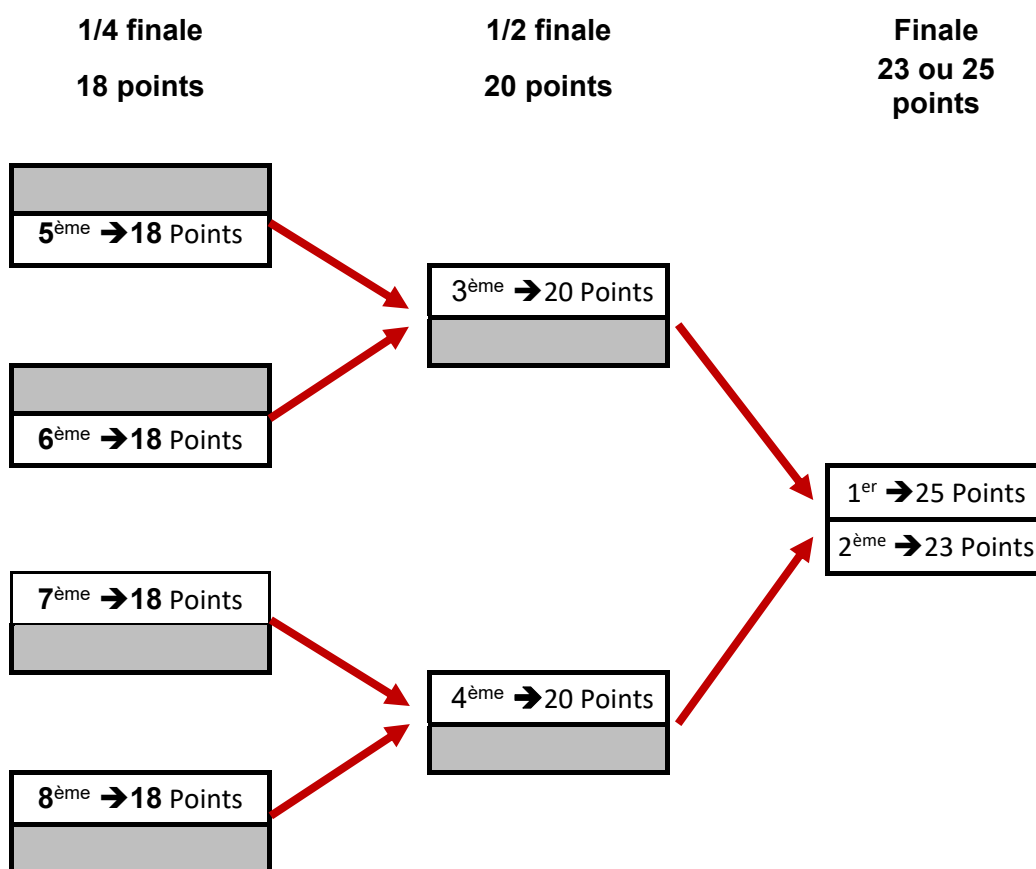 1/4 finale
18 points
1/2 finale
20 points
Finale
23 ou 25
points
5ème ➔18 Points
6ème ➔18 Points
7ème ➔18 Points
8ème ➔18 Points
3ème ➔20 Points
4ème ➔20 Points
1er ➔25 Points
2ème ➔23 Points